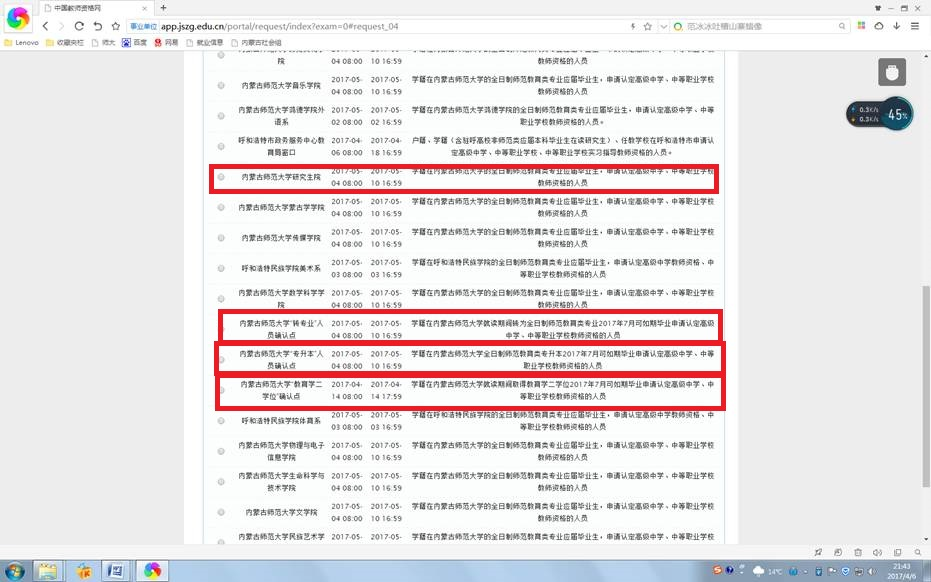 中国教师资格网
事业单位 app.jszg.edu.cn/portal/request/index?exam=0#request_04
范冰冰赴稽山寨措像
Lenovo 收藏夹栏 师大 百度 网易 就业信息 内蒙古社会组
院 04 08:00 10 16:59 的人员
内蒙古师范大学音乐学院 2017-05-04 08:00 2017-05-10 16:59 学籍在内蒙古师范大学的全日制师范教育类专业应届毕业生，申请认定高级中学、中等职业学校
教师资格的人员
内蒙古师范大学鸿德学院外语系 2017-05-02 08:00 2017-05-02 16:59 学籍在内蒙古师范大学鸿德学院的全日制师范教育类专业应届毕业生，申请认定高级中学、中等
职业学校教师资格的人员。
呼和浩特市政务服务中心教育局窗口 2017-04-06 08:00 2017-04-18 16:59 户籍、学籍（含驻呼高校非师范类应届本科毕业生在读研究生）、任教学校在呼和浩特市申请认
定高级中学、中等职业学校、中等职业学校实习指导教师资格的人员。
内蒙古师范大学研究生院 2017-05-04 08:00 2017-05-10 16:59 学籍在内蒙古师范大学的全日制师范教育类专业应届毕业生，申请认定高级中学、中等职业学校
教师资格的人员
内蒙古师范大学蒙古学学院 2017-05-04 08:00 2017-05-10 16:59 学籍在内蒙古师范大学的全日制师范教育类专业应届毕业生，申请认定高级中学、中等职业学校
教师资格的人员
内蒙古师范大学传媒学院 2017-05-04 08:00 2017-05-10 16:59 学籍在内蒙古师范大学的全日制师范教育类专业应届毕业生，申请认定高级中学、中等职业学校
教师资格的人员
呼和浩特民族学院美术系 2017-05-03 08:00 2017-05-03 16:59 学籍在呼和浩特民族学院的全日制师范教育类专业应届毕业生，申请认定高级中学教师资格、中
等职业学校教师资格的人员
内蒙古师范大学数学科学学院 2017-05-04 08:00 2017-05-10 16:59 学籍在内蒙古师范大学的全日制师范教育类专业应届毕业生，申请认定高级中学、中等职业学校
教师资格的人员
内蒙古师范大学“转专业”人员确认点 2017-05-04 08:00 2017-05-10 16:59 学籍在内蒙古师范大学就读期间转为全日制师范教育类专业2017年7月可如期毕业申请认定高级
中学、中等职业学校教师资格的人员
内蒙古师范大学“专升本”人员确认点 2017-05-04 08:00 2017-05-10 16:59 学籍在内蒙古师范大学全日制师范教育类专升本2017年7月可如期毕业申请认定高级中学、中等
职业学校教师资格的人员
内蒙古师范大学“教育学二学位”确认点 2017-04-14 08:00 2017-04-14 17:59 学籍在内蒙古师范大学就读期间取得教育学二学位2017年7月可如期毕业申请认定高级中学、中
等职业学校教师资格的人员
呼和浩特民族学院体育系 2017-05-03 08:00 2017-05-03 16:59 学籍在呼和浩特民族学院的全日制师范教育类专业应届毕业生，申请认定高级中学教师资格、中
等职业学校教师资格的人员
内蒙古师范大学物理与电子信息学院 2017-05-04 08:00 2017-05-10 16:59 学籍在内蒙古师范大学的全日制师范教育类专业应届毕业生，申请认定高级中学、中等职业学校
教师资格的人员
内蒙古师范大学生命科学与技术学院 2017-05-04 08:00 2017-05-10 16:59 学籍在内蒙古师范大学的全日制师范教育类专业应届毕业生，申请认定高级中学、中等职业学校
教师资格的人员
内蒙古师范大学文学院 2017-05-04 08:00 2017-05-10 16:59 学籍在内蒙古师范大学的全日制师范教育类专业应届毕业生，申请认定高级中学、中等职业学校
教师资格的人员
内蒙古师范大学民族艺术学 2017-05- 2017-05- 学籍在内蒙古师范大学的全日制师范教育类专业应届毕业生，申请认定高级中学、中等职业学校
0.3K/s
0.3K/s
45%
14℃
21:43
2017/4/6